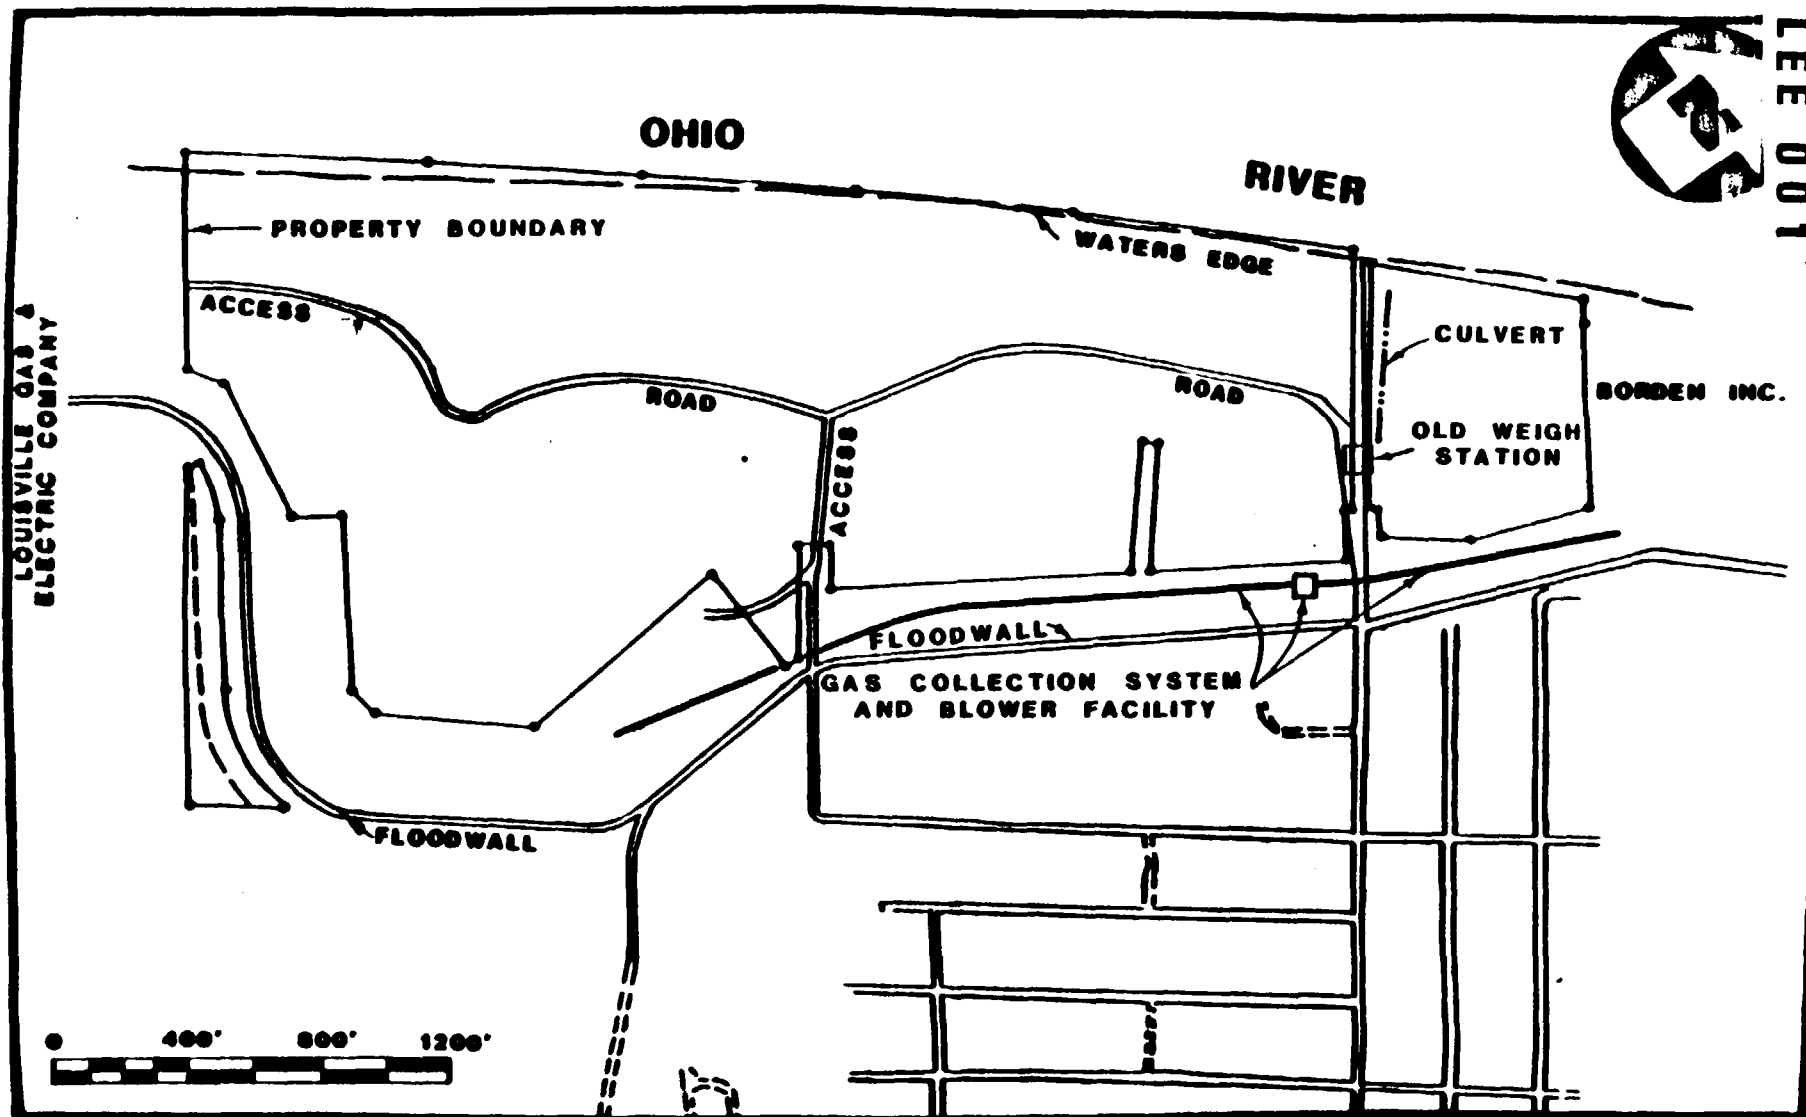 LEE 001
OHIO
RIVER
PROPERTY BOUNDARY
WATERS EDGE
ACCESS
ROAD
ROAD
ACCESS
CULVERT
BORDEN INC.
OLD WEIGH
STATION
LOUISVILLE GAS &
ELECTRIC COMPANY
FLOODWALL
GAS COLLECTION SYSTEM
AND BLOWER FACILITY
FLOODWALL
0 400' 800' 1200'